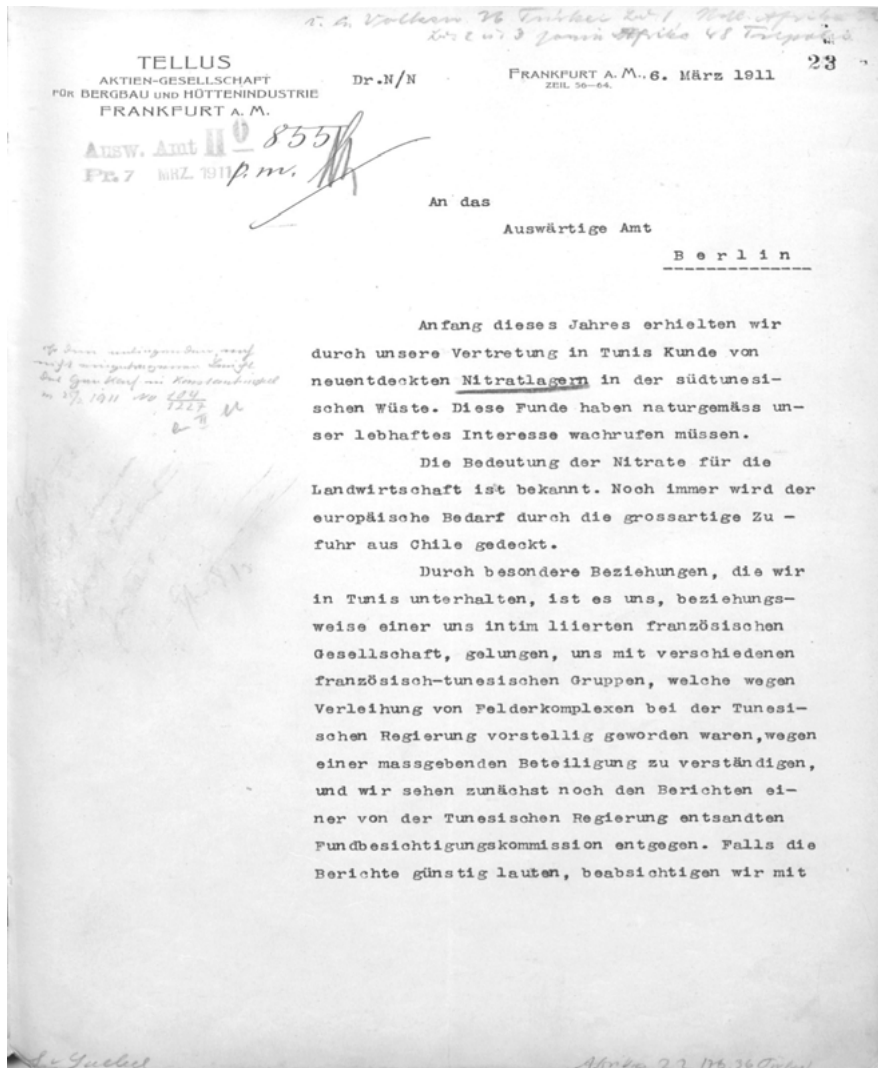 23
TELLUS
AKTIEN-GESELLSCHAFT
FÜR BERGBAU UND HÜTTENINDUSTRIE
FRANKFURT A. M.
Dr.N/N
FRANKFURT A. M., 6. März 1911
ZEIL 56—64.
Ausw. Amt II 0 855
Pr. 7 MRZ. 1911 p.m.
An das
Auswärtige Amt
Berlin
Anfang dieses Jahres erhielten wir
durch unsere Vertretung in Tunis Kunde von
neuentdeckten Nitratlagern in der südtunesi-
schen Wüste. Diese Funde haben naturgemäss un-
ser lebhaftes Interesse wachrufen müssen.
Die Bedeutung der Nitrate für die
Landwirtschaft ist bekannt. Noch immer wird der
europäische Bedarf durch die grossartige Zu -
fuhr aus Chile gedeckt.
Durch besondere Beziehungen, die wir
in Tunis unterhalten, ist es uns, beziehungs-
weise einer uns intim liierten französischen
Gesellschaft, gelungen, uns mit verschiedenen
französisch-tunesischen Gruppen, welche wegen
Verleihung von Felderkomplexen bei der Tunesi-
schen Regierung vorstellig geworden waren,wegen
einer massgebenden Beteiligung zu verständigen,
und wir sehen zunächst noch den Berichten ei-
ner von der Tunesischen Regierung entsandten
Fundbesichtigungskommission entgegen. Falls die
Berichte günstig lauten, beabsichtigen wir mit